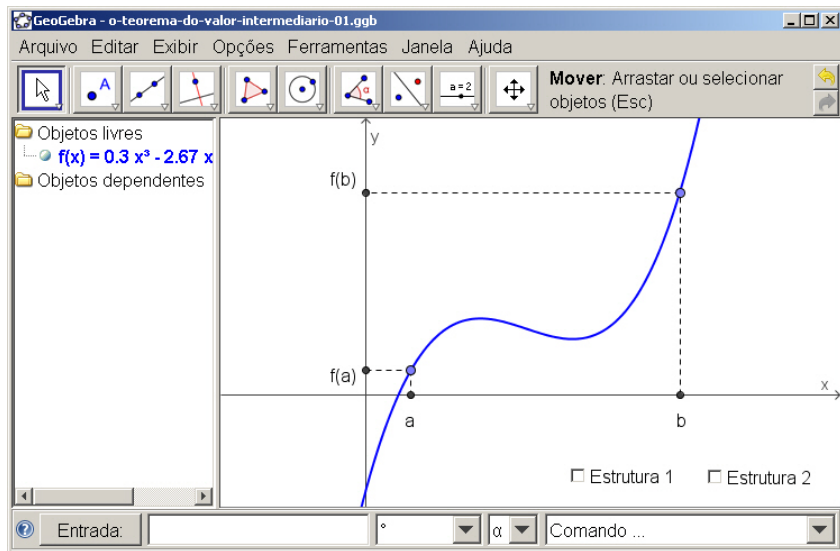 GeoGebra - o-teorema-do-valor-intermediario-01.ggb
Arquivo Editar Exibir Opções Ferramentas Janela Ajuda
A
α
a=2
Mover: Arrastar ou selecionar
objetos (Esc)
Objetos livres
f(x) = 0.3 x³ - 2.67 x
Objetos dependentes
y
f(b)
f(a)
x
a
b
Estrutura 1
Estrutura 2
Entrada:
°
α
Comando ...